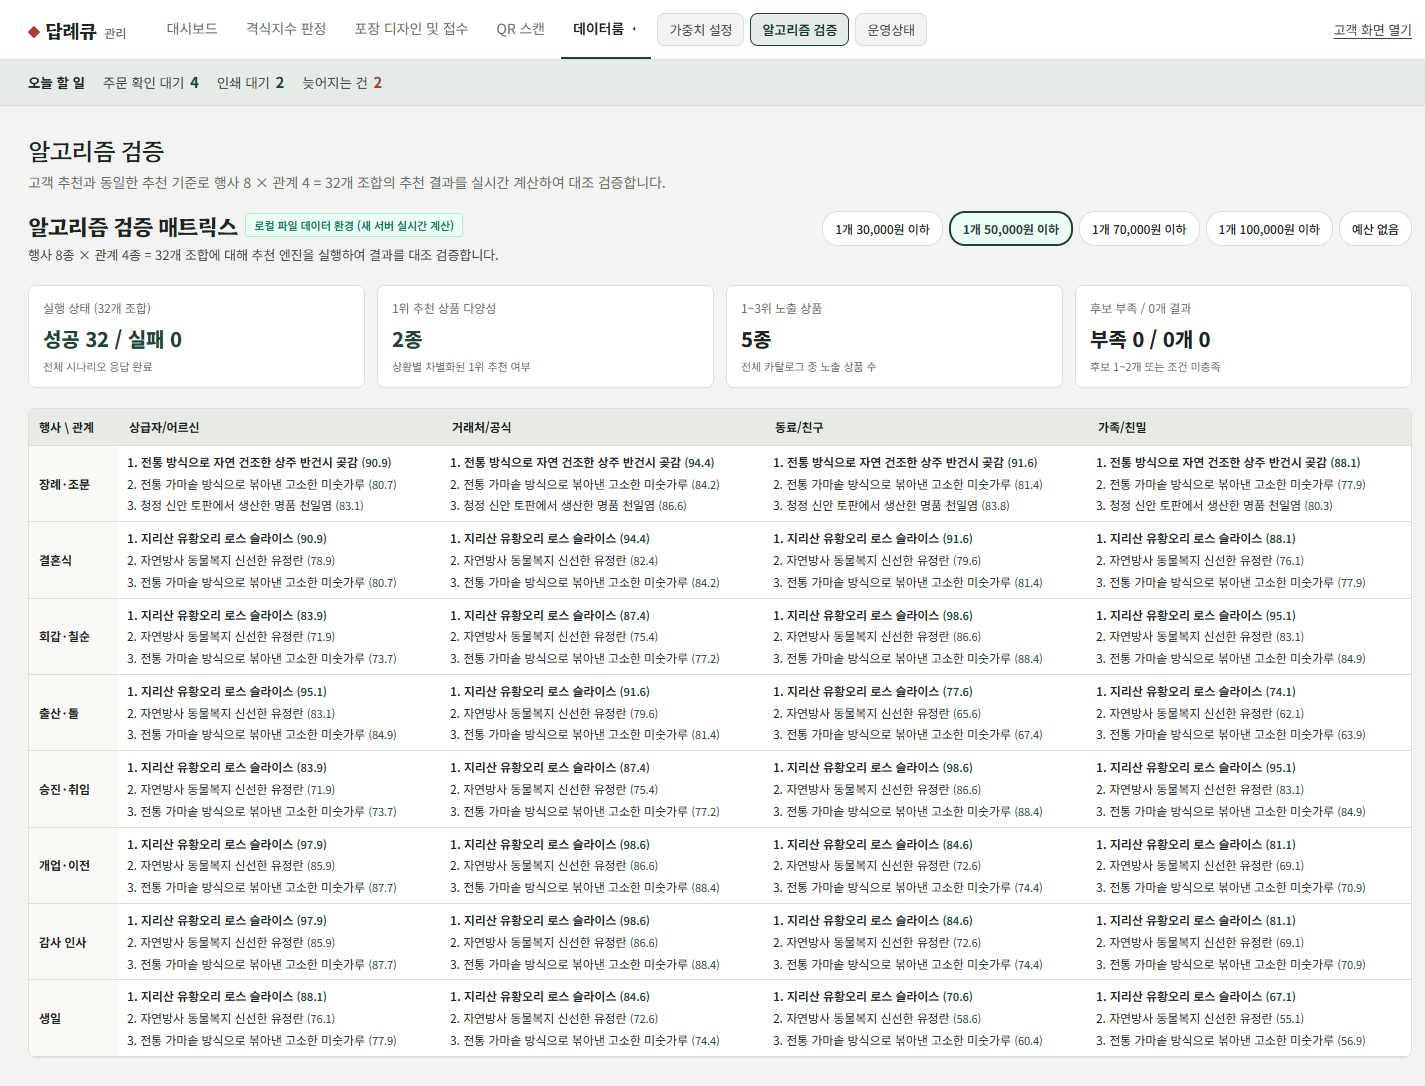 답례큐 관리
대시보드
격식지수 판정
포장 디자인 및 접수
QR 스캔
데이터룸
가중치 설정
알고리즘 검증
운영상태
고객 화면 열기
오늘 할 일 주문 확인 대기 4 인쇄 대기 2 늦어지는 건 2
알고리즘 검증
고객 추천과 동일한 추천 기준로 행사 8 × 관계 4 = 32개 조합의 추천 결과를 실시간 계산하여 대조 검증합니다.
알고리즘 검증 매트릭스
로컬 파일 데이터 환경 (새 서버 실시간 계산)
행사 8종 × 관계 4종 = 32개 조합에 대해 추천 엔진을 실행하여 결과를 대조 검증합니다.
1개 30,000원 이하
1개 50,000원 이하
1개 70,000원 이하
1개 100,000원 이하
예산 없음
실행 상태 (32개 조합)
성공 32 / 실패 0
전체 시나리오 응답 완료
1위 추천 상품 다양성
2종
상황별 차별화된 1위 추천 여부
1~3위 노출 상품
5종
전체 카탈로그 중 노출 상품 수
후보 부족 / 0개 결과
부족 0 / 0개 0
후보 1~2개 또는 조건 미충족
행사 \ 관계
상급자/어르신
거래처/공식
동료/친구
가족/친밀
장례·조문
1. 전통 방식으로 자연 건조한 상주 반건시 곶감 (90.9)
2. 전통 가마솥 방식으로 볶아낸 고소한 미숫가루 (80.7)
3. 청정 신안 토판에서 생산한 명품 천일염 (83.1)
1. 전통 방식으로 자연 건조한 상주 반건시 곶감 (94.4)
2. 전통 가마솥 방식으로 볶아낸 고소한 미숫가루 (84.2)
3. 청정 신안 토판에서 생산한 명품 천일염 (86.6)
1. 전통 방식으로 자연 건조한 상주 반건시 곶감 (91.6)
2. 전통 가마솥 방식으로 볶아낸 고소한 미숫가루 (81.4)
3. 청정 신안 토판에서 생산한 명품 천일염 (83.8)
1. 전통 방식으로 자연 건조한 상주 반건시 곶감 (88.1)
2. 전통 가마솥 방식으로 볶아낸 고소한 미숫가루 (77.9)
3. 청정 신안 토판에서 생산한 명품 천일염 (80.3)
결혼식
1. 지리산 유황오리 로스 슬라이스 (90.9)
2. 자연방사 동물복지 신선한 유정란 (78.9)
3. 전통 가마솥 방식으로 볶아낸 고소한 미숫가루 (80.7)
1. 지리산 유황오리 로스 슬라이스 (94.4)
2. 자연방사 동물복지 신선한 유정란 (82.4)
3. 전통 가마솥 방식으로 볶아낸 고소한 미숫가루 (84.2)
1. 지리산 유황오리 로스 슬라이스 (91.6)
2. 자연방사 동물복지 신선한 유정란 (79.6)
3. 전통 가마솥 방식으로 볶아낸 고소한 미숫가루 (81.4)
1. 지리산 유황오리 로스 슬라이스 (88.1)
2. 자연방사 동물복지 신선한 유정란 (76.1)
3. 전통 가마솥 방식으로 볶아낸 고소한 미숫가루 (77.9)
회갑·칠순
1. 지리산 유황오리 로스 슬라이스 (83.9)
2. 자연방사 동물복지 신선한 유정란 (71.9)
3. 전통 가마솥 방식으로 볶아낸 고소한 미숫가루 (73.7)
1. 지리산 유황오리 로스 슬라이스 (87.4)
2. 자연방사 동물복지 신선한 유정란 (75.4)
3. 전통 가마솥 방식으로 볶아낸 고소한 미숫가루 (77.2)
1. 지리산 유황오리 로스 슬라이스 (98.6)
2. 자연방사 동물복지 신선한 유정란 (86.6)
3. 전통 가마솥 방식으로 볶아낸 고소한 미숫가루 (88.4)
1. 지리산 유황오리 로스 슬라이스 (95.1)
2. 자연방사 동물복지 신선한 유정란 (83.1)
3. 전통 가마솥 방식으로 볶아낸 고소한 미숫가루 (84.9)
출산·돌
1. 지리산 유황오리 로스 슬라이스 (95.1)
2. 자연방사 동물복지 신선한 유정란 (83.1)
3. 전통 가마솥 방식으로 볶아낸 고소한 미숫가루 (84.9)
1. 지리산 유황오리 로스 슬라이스 (91.6)
2. 자연방사 동물복지 신선한 유정란 (79.6)
3. 전통 가마솥 방식으로 볶아낸 고소한 미숫가루 (81.4)
1. 지리산 유황오리 로스 슬라이스 (77.6)
2. 자연방사 동물복지 신선한 유정란 (65.6)
3. 전통 가마솥 방식으로 볶아낸 고소한 미숫가루 (67.4)
1. 지리산 유황오리 로스 슬라이스 (74.1)
2. 자연방사 동물복지 신선한 유정란 (62.1)
3. 전통 가마솥 방식으로 볶아낸 고소한 미숫가루 (63.9)
승진·취임
1. 지리산 유황오리 로스 슬라이스 (83.9)
2. 자연방사 동물복지 신선한 유정란 (71.9)
3. 전통 가마솥 방식으로 볶아낸 고소한 미숫가루 (73.7)
1. 지리산 유황오리 로스 슬라이스 (87.4)
2. 자연방사 동물복지 신선한 유정란 (75.4)
3. 전통 가마솥 방식으로 볶아낸 고소한 미숫가루 (77.2)
1. 지리산 유황오리 로스 슬라이스 (98.6)
2. 자연방사 동물복지 신선한 유정란 (86.6)
3. 전통 가마솥 방식으로 볶아낸 고소한 미숫가루 (88.4)
1. 지리산 유황오리 로스 슬라이스 (95.1)
2. 자연방사 동물복지 신선한 유정란 (83.1)
3. 전통 가마솥 방식으로 볶아낸 고소한 미숫가루 (84.9)
개업·이전
1. 지리산 유황오리 로스 슬라이스 (97.9)
2. 자연방사 동물복지 신선한 유정란 (85.9)
3. 전통 가마솥 방식으로 볶아낸 고소한 미숫가루 (87.7)
1. 지리산 유황오리 로스 슬라이스 (98.6)
2. 자연방사 동물복지 신선한 유정란 (86.6)
3. 전통 가마솥 방식으로 볶아낸 고소한 미숫가루 (88.4)
1. 지리산 유황오리 로스 슬라이스 (84.6)
2. 자연방사 동물복지 신선한 유정란 (72.6)
3. 전통 가마솥 방식으로 볶아낸 고소한 미숫가루 (74.4)
1. 지리산 유황오리 로스 슬라이스 (81.1)
2. 자연방사 동물복지 신선한 유정란 (69.1)
3. 전통 가마솥 방식으로 볶아낸 고소한 미숫가루 (70.9)
감사 인사
1. 지리산 유황오리 로스 슬라이스 (97.9)
2. 자연방사 동물복지 신선한 유정란 (85.9)
3. 전통 가마솥 방식으로 볶아낸 고소한 미숫가루 (87.7)
1. 지리산 유황오리 로스 슬라이스 (98.6)
2. 자연방사 동물복지 신선한 유정란 (86.6)
3. 전통 가마솥 방식으로 볶아낸 고소한 미숫가루 (88.4)
1. 지리산 유황오리 로스 슬라이스 (84.6)
2. 자연방사 동물복지 신선한 유정란 (72.6)
3. 전통 가마솥 방식으로 볶아낸 고소한 미숫가루 (74.4)
1. 지리산 유황오리 로스 슬라이스 (81.1)
2. 자연방사 동물복지 신선한 유정란 (69.1)
3. 전통 가마솥 방식으로 볶아낸 고소한 미숫가루 (70.9)
생일
1. 지리산 유황오리 로스 슬라이스 (88.1)
2. 자연방사 동물복지 신선한 유정란 (76.1)
3. 전통 가마솥 방식으로 볶아낸 고소한 미숫가루 (77.9)
1. 지리산 유황오리 로스 슬라이스 (84.6)
2. 자연방사 동물복지 신선한 유정란 (72.6)
3. 전통 가마솥 방식으로 볶아낸 고소한 미숫가루 (74.4)
1. 지리산 유황오리 로스 슬라이스 (70.6)
2. 자연방사 동물복지 신선한 유정란 (58.6)
3. 전통 가마솥 방식으로 볶아낸 고소한 미숫가루 (60.4)
1. 지리산 유황오리 로스 슬라이스 (67.1)
2. 자연방사 동물복지 신선한 유정란 (55.1)
3. 전통 가마솥 방식으로 볶아낸 고소한 미숫가루 (56.9)